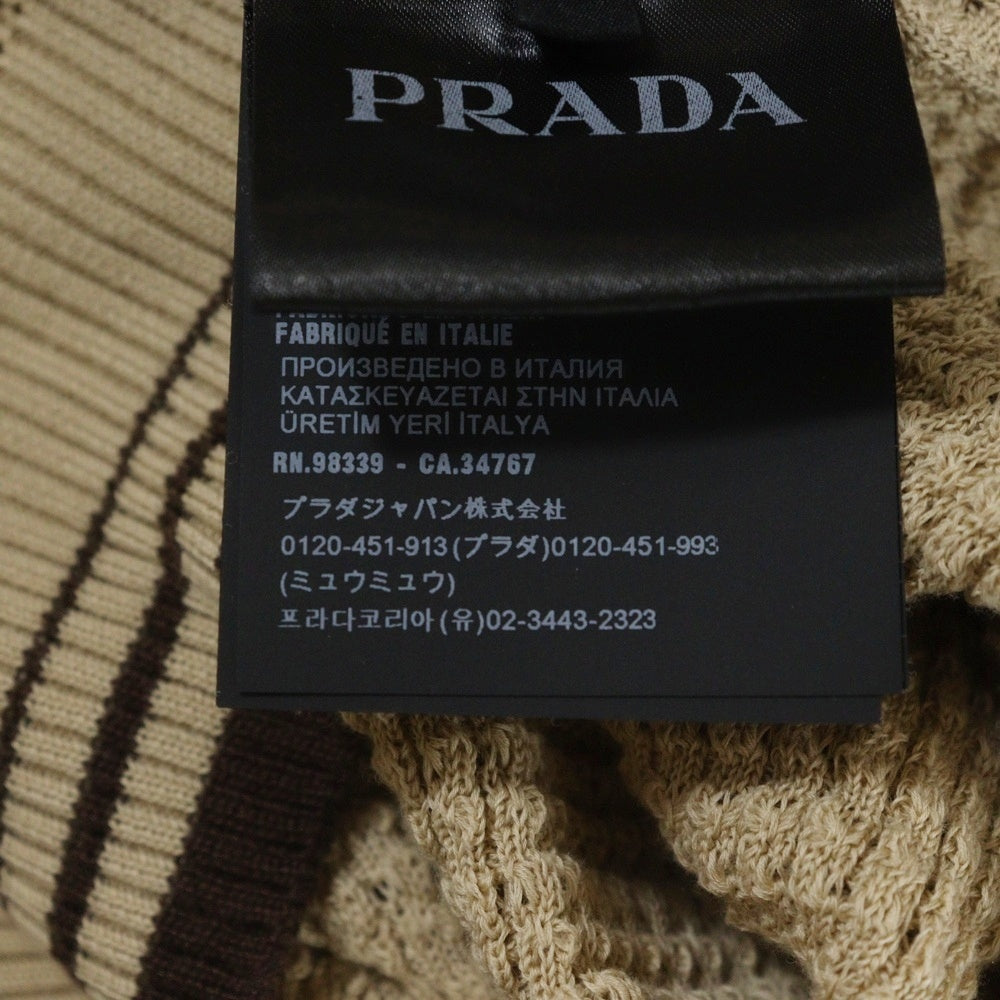 PRADA
FABRIQUÉ EN ITALIE
ПРОИЗВЕДЕНО В ИТАЛИЯ
ΚΑΤΑΣΚΕΥΑΖΕΤΑΙ ΣΤΗΝ ΙΤΑΛΙΑ
ÜRETİM YERİ İTALYA
RN.98339 - CA.34767
プラダジャパン株式会社
0120-451-913(プラダ)0120-451-993
(ミュウミュウ)
프라다코리아(유)02-3443-2323